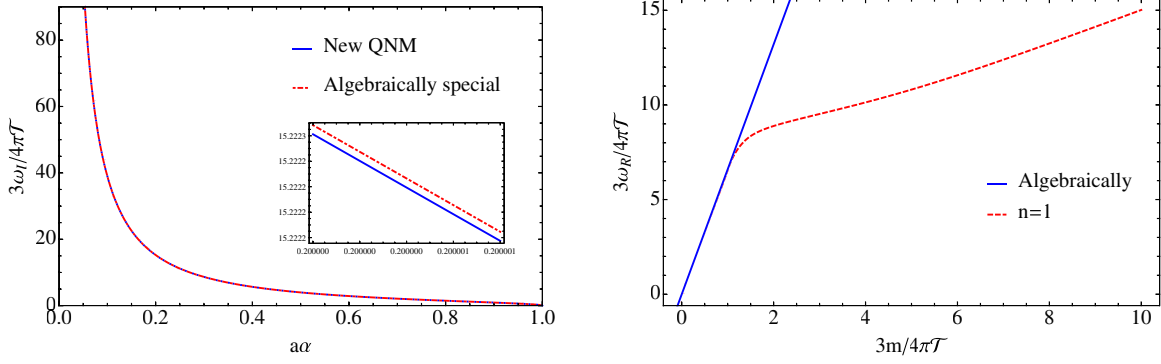 80
60
40
20
0
3ω_I/4π𝒯
New QNM
Algebraically special
15.2223
15.2222
15.2222
15.2222
15.2222
0.200000 0.200000 0.200000 0.200001 0.200001
0.0 0.2 0.4 0.6 0.8 1.0
aα
15
10
5
0
3ω_R/4π𝒯
Algebraically
n=1
0 2 4 6 8 10
3m/4π𝒯